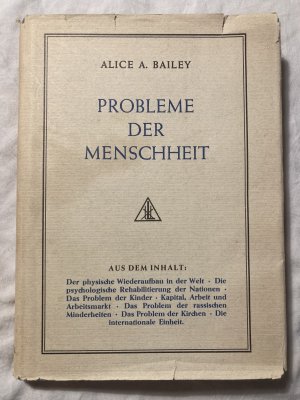 ALICE A. BAILEY
PROBLEME
DER
MENSCHHEIT
AUS DEM INHALT:
Der physische Wiederaufbau in der Welt · Die
psychologische Rehabilitierung der Nationen ·
Das Problem der Kinder · Kapital, Arbeit und
Arbeitsmarkt · Das Problem der rassischen
Minderheiten · Das Problem der Kirchen · Die
internationale Einheit.